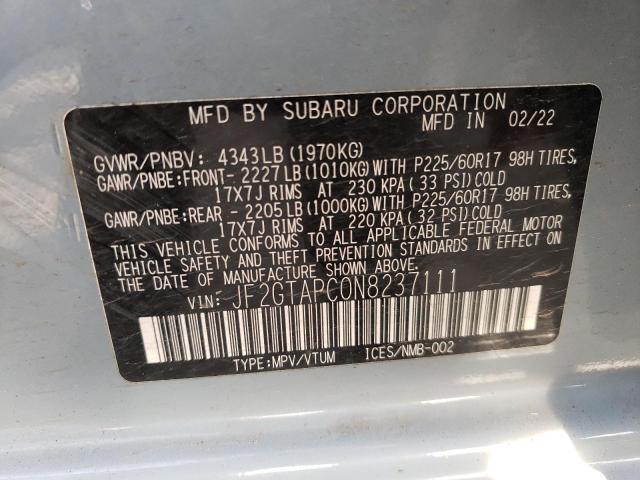 MFD BY SUBARU CORPORATION
MFD IN 02/22
GVWR/PNBV: 4343LB(1970KG)
GAWR/PNBE:FRONT- 2227LB(1010KG)WITH P225/60R17 98H TIRES,
17X7J RIMS AT 230 KPA(33 PSI)COLD
GAWR/PNBE:REAR - 2205LB(1000KG)WITH P225/60R17 98H TIRES,
17X7J RIMS AT 220 KPA(32 PSI)COLD
THIS VEHICLE CONFORMS TO ALL APPLICABLE FEDERAL MOTOR
VEHICLE SAFETY AND THEFT PREVENTION STANDARDS IN EFFECT ON
THE DATE OF MANUFACTURE SHOWN ABOVE.
VIN: JF2GTAPC0N8237111
TYPE:MPV/VTUM ICES/NMB-002